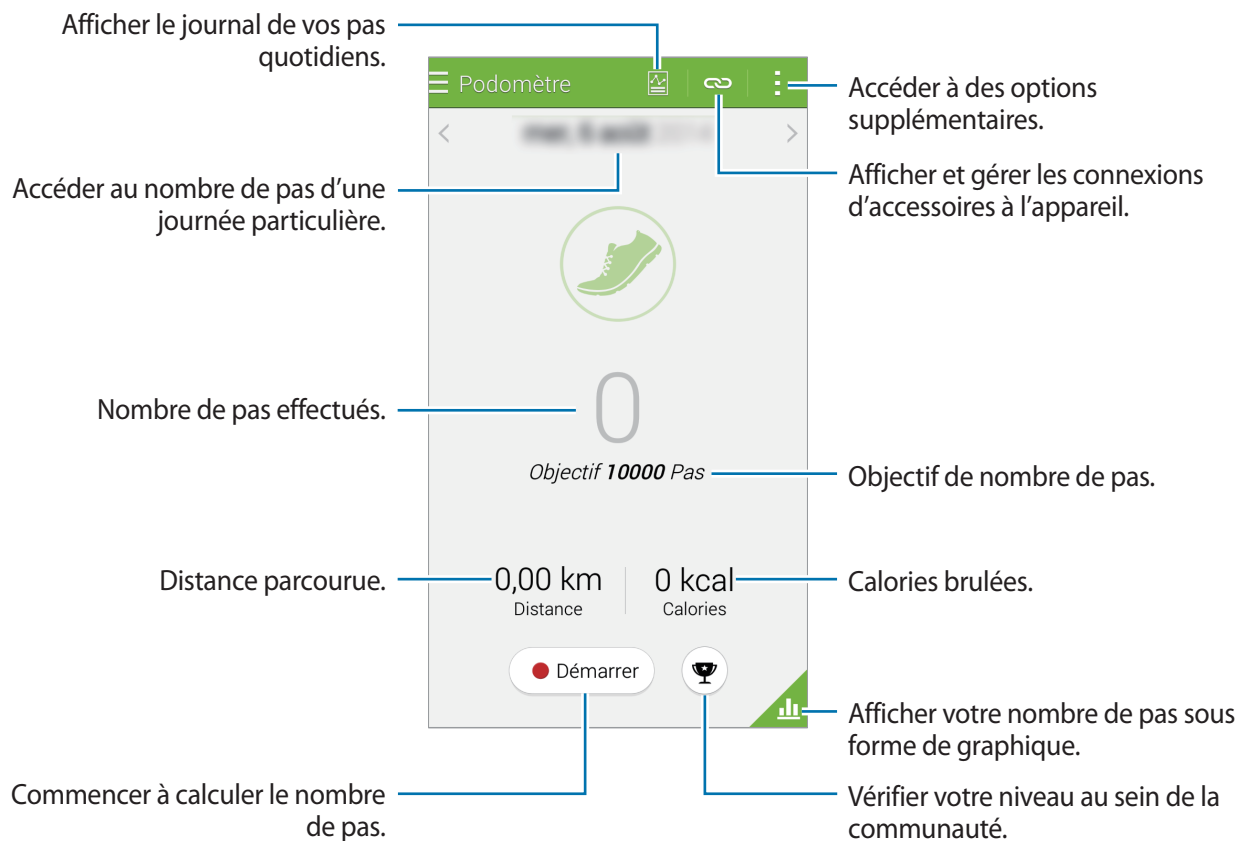 Afficher le journal de vos pas
quotidiens.
Podomètre
Accéder à des options
supplémentaires.
Afficher et gérer les connexions
d’accessoires à l’appareil.
Accéder au nombre de pas d’une
journée particulière.
0
Nombre de pas effectués.
Objectif 10000 Pas
Objectif de nombre de pas.
Distance parcourue.
0,00 km
Distance
0 kcal
Calories
Calories brulées.
Démarrer
Afficher votre nombre de pas sous
forme de graphique.
Commencer à calculer le nombre
de pas.
Vérifier votre niveau au sein de la
communauté.